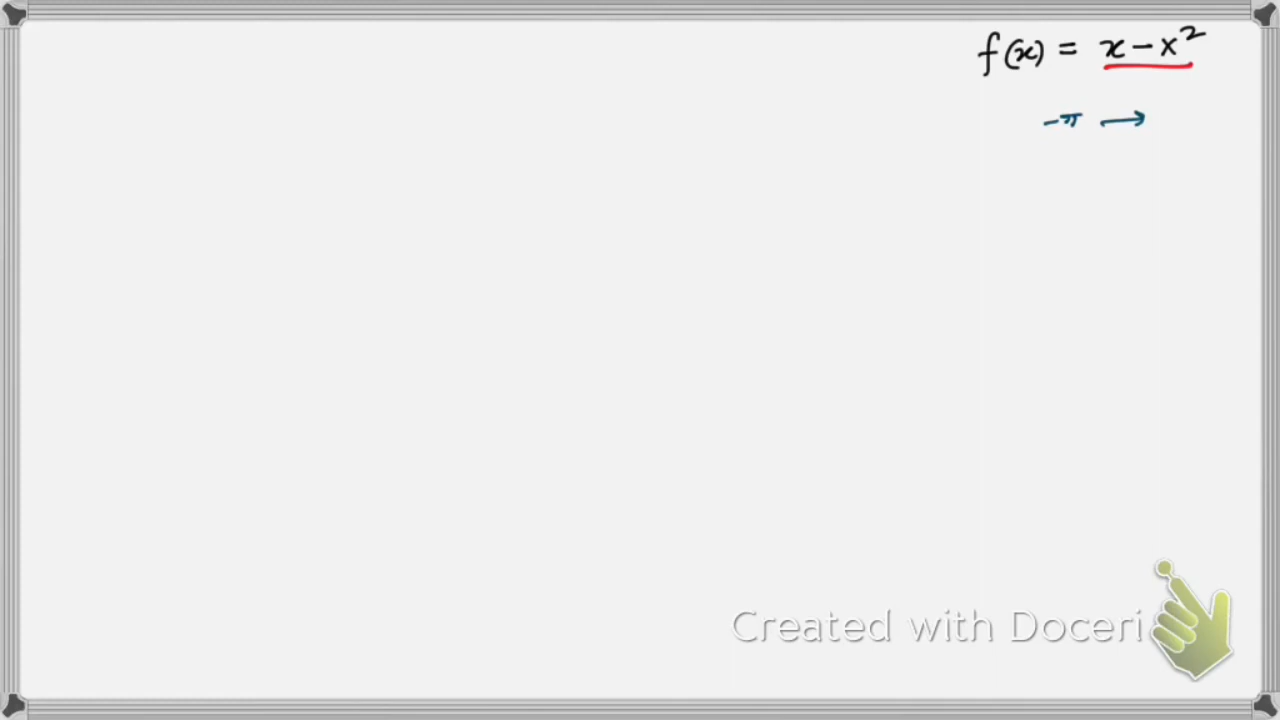 f(x) = x - x²
-π →
Created with Doceri